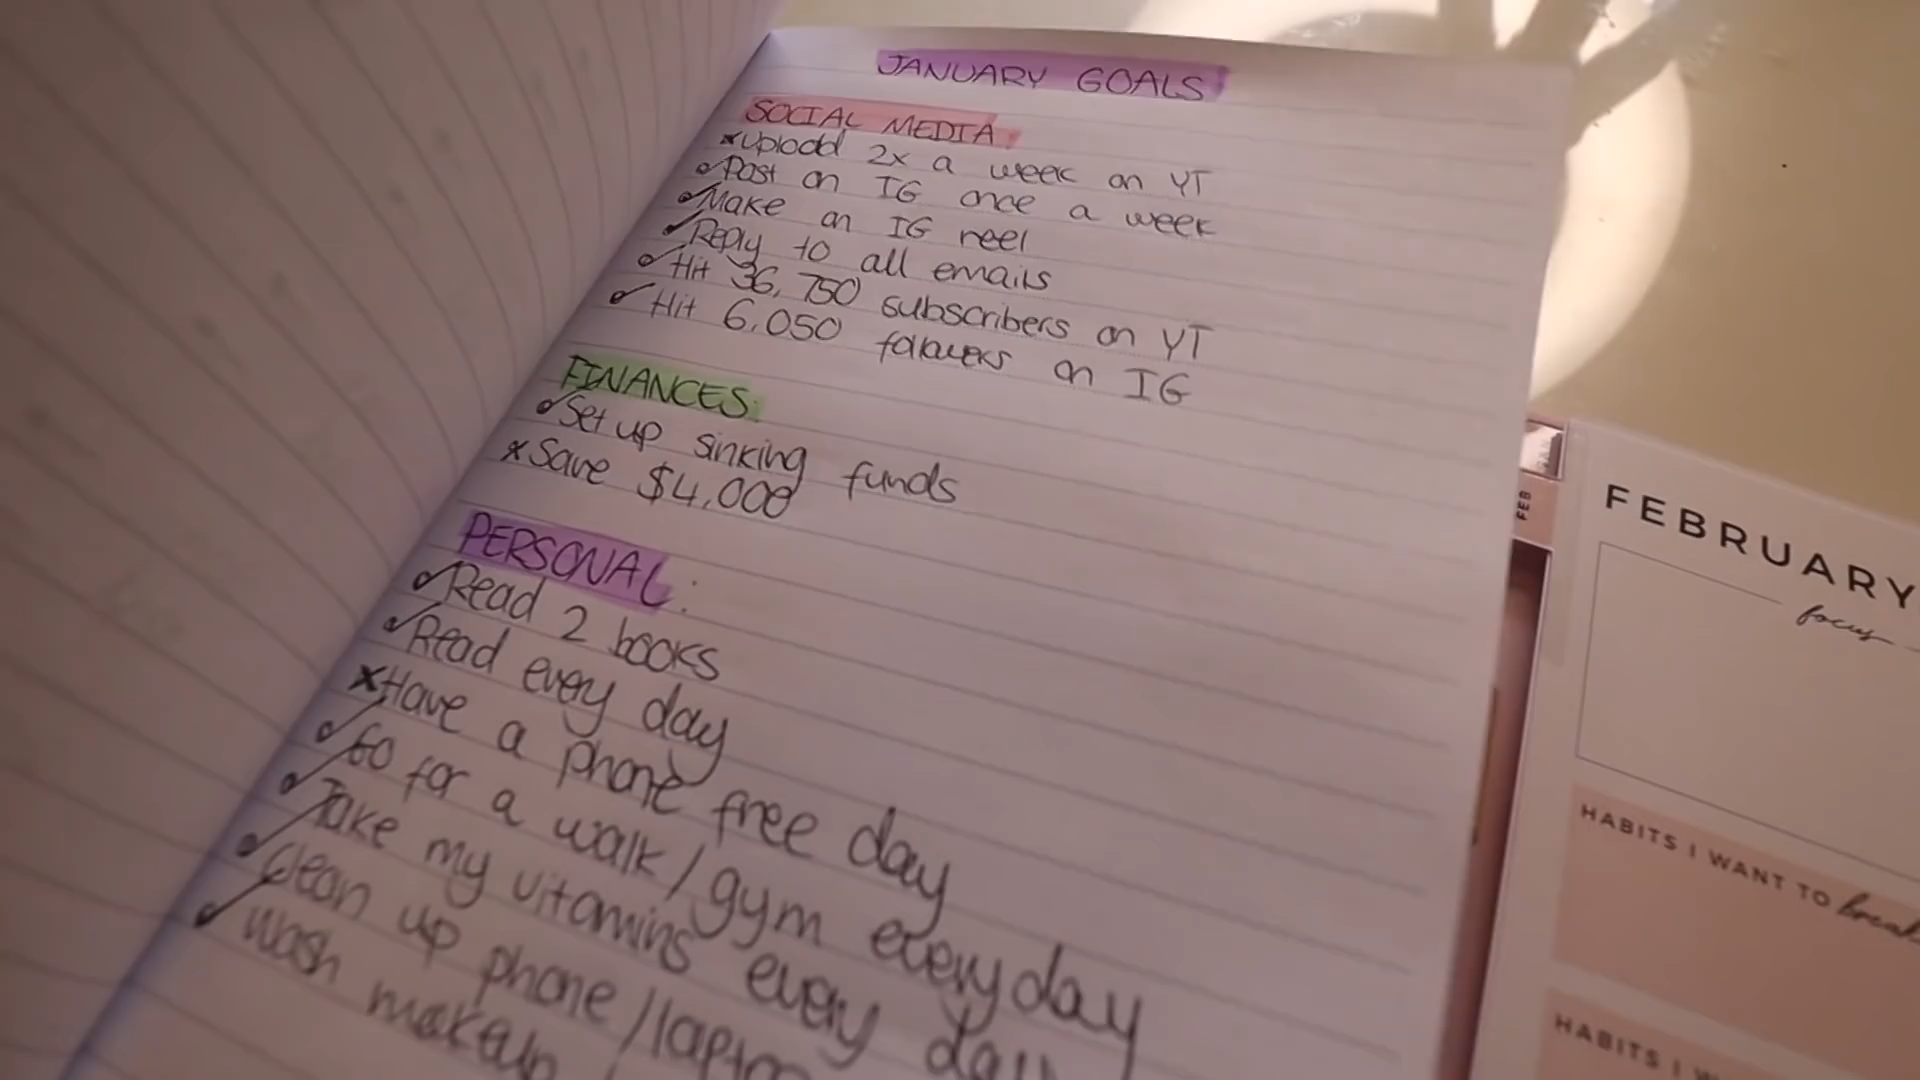 JANUARY GOALS
SOCIAL MEDIA
Upload 2x a week on YT
Post on IG once a week
Make an IG reel
Reply to all emails
Hit 36,750 subscribers on YT
Hit 6,050 followers on IG
FINANCES:
Set up sinking funds
Save $4,000
PERSONAL:
Read 2 books
Read every day
Have a phone free day
Go for a walk/gym everyday
Take my vitamins every day
Clean up phone/laptop
Wash makeup
FEB
FEBRUARY
focus
HABITS I WANT TO break
HABITS I